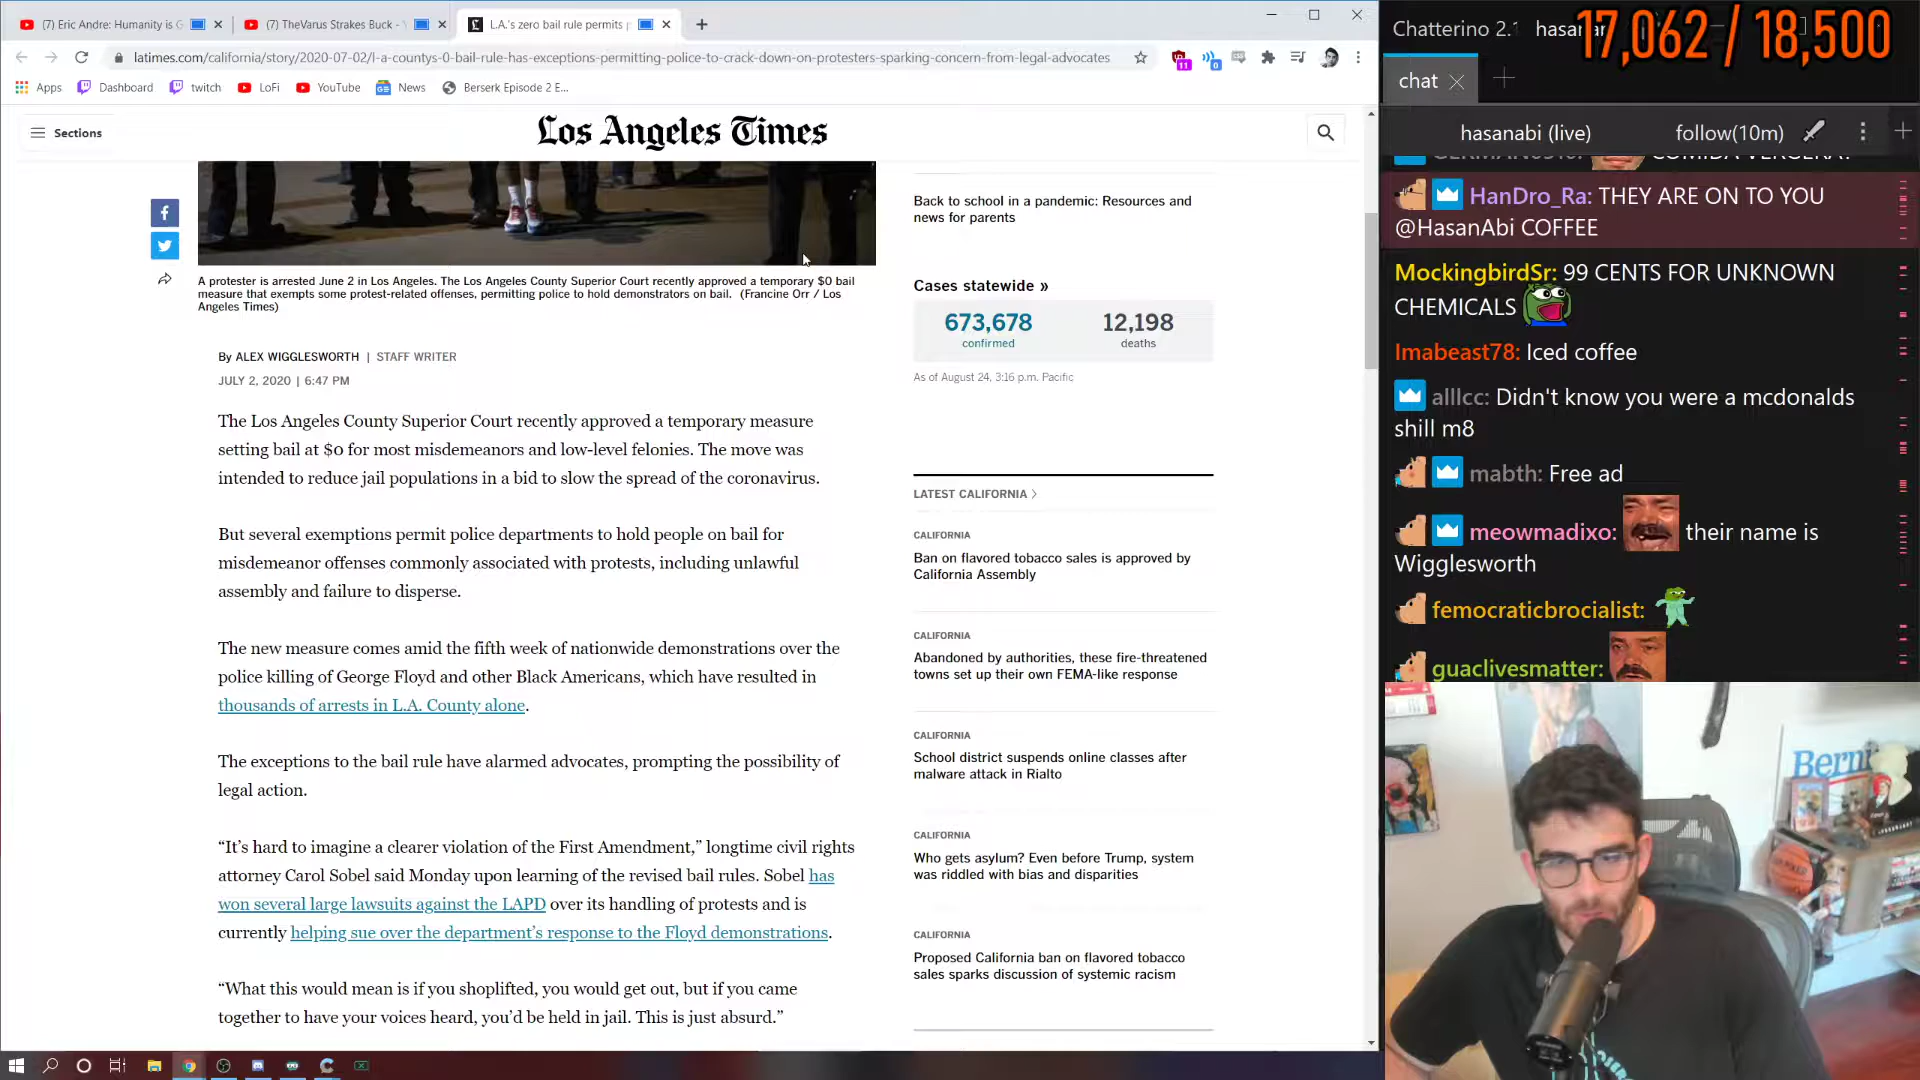 (7) Eric Andre: Humanity is G
(7) TheVarus Strakes Buck - Y
L.A.'s zero bail rule permits p
latimes.com/california/story/2020-07-02/l-a-countys-0-bail-rule-has-exceptions-permitting-police-to-crack-down-on-protesters-sparking-concern-from-legal-advocates
11
0
Apps
Dashboard
twitch
LoFi
YouTube
News
Berserk Episode 2 E...
Sections
Los Angeles Times
A protester is arrested June 2 in Los Angeles. The Los Angeles County Superior Court recently approved a temporary $0 bail
measure that exempts some protest-related offenses, permitting police to hold demonstrators on bail. (Francine Orr / Los
Angeles Times)
By ALEX WIGGLESWORTH | STAFF WRITER
JULY 2, 2020 | 6:47 PM
The Los Angeles County Superior Court recently approved a temporary measure
setting bail at $0 for most misdemeanors and low-level felonies. The move was
intended to reduce jail populations in a bid to slow the spread of the coronavirus.
But several exemptions permit police departments to hold people on bail for
misdemeanor offenses commonly associated with protests, including unlawful
assembly and failure to disperse.
The new measure comes amid the fifth week of nationwide demonstrations over the
police killing of George Floyd and other Black Americans, which have resulted in
thousands of arrests in L.A. County alone.
The exceptions to the bail rule have alarmed advocates, prompting the possibility of
legal action.
“It’s hard to imagine a clearer violation of the First Amendment,” longtime civil rights
attorney Carol Sobel said Monday upon learning of the revised bail rules. Sobel has
won several large lawsuits against the LAPD over its handling of protests and is
currently helping sue over the department’s response to the Floyd demonstrations.
“What this would mean is if you shoplifted, you would get out, but if you came
together to have your voices heard, you’d be held in jail. This is just absurd.”
Back to school in a pandemic: Resources and
news for parents
Cases statewide »
673,678
confirmed
12,198
deaths
As of August 24, 3:16 p.m. Pacific
LATEST CALIFORNIA >
CALIFORNIA
Ban on flavored tobacco sales is approved by
California Assembly
CALIFORNIA
Abandoned by authorities, these fire-threatened
towns set up their own FEMA-like response
CALIFORNIA
School district suspends online classes after
malware attack in Rialto
CALIFORNIA
Who gets asylum? Even before Trump, system
was riddled with bias and disparities
CALIFORNIA
Proposed California ban on flavored tobacco
sales sparks discussion of systemic racism
Chatterino 2.1
hasanar
17,062 / 18,500
chat
hasanabi (live)
follow(10m)
HanDro_Ra: THEY ARE ON TO YOU
@HasanAbi COFFEE
MockingbirdSr: 99 CENTS FOR UNKNOWN
CHEMICALS
Imabeast78: Iced coffee
alllcc: Didn't know you were a mcdonalds
shill m8
mabth: Free ad
meowmadixo: their name is
Wigglesworth
femocraticbrocialist:
guaclivesmatter:
Bern